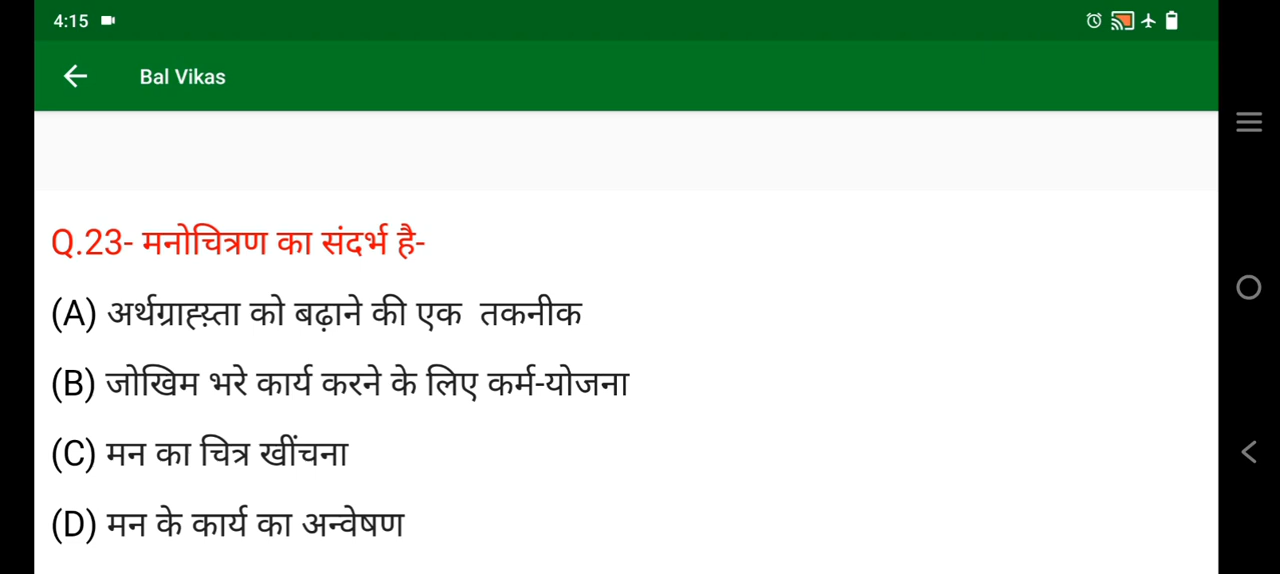 4:15
Bal Vikas
Q.23- मनोचित्रण का संदर्भ है-
(A) अर्थग्राह्य़ता को बढ़ाने की एक तकनीक
(B) जोखिम भरे कार्य करने के लिए कर्म-योजना
(C) मन का चित्र खींचना
(D) मन के कार्य का अन्वेषण